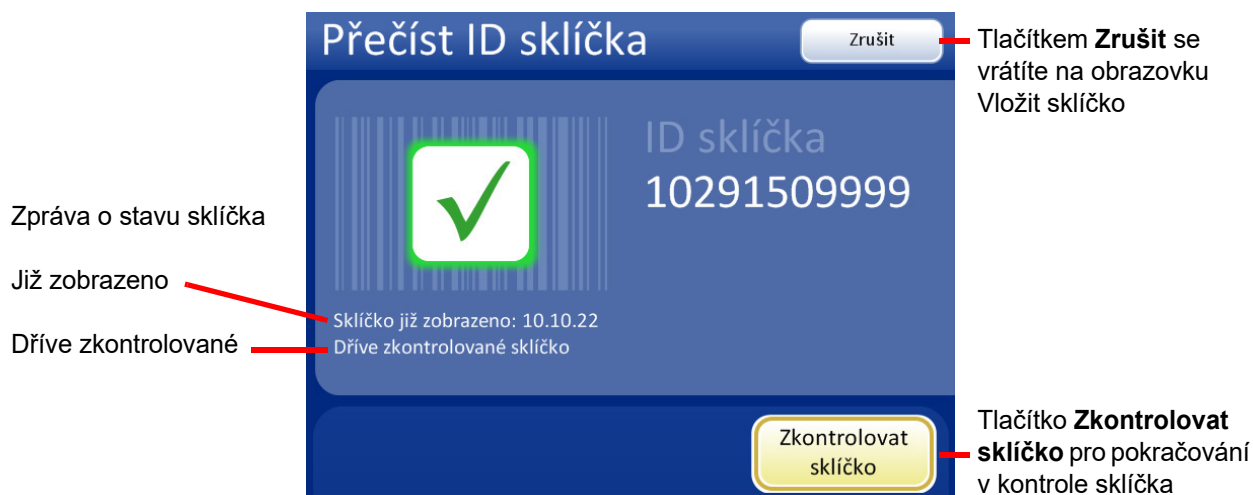 Přečíst ID sklíčka
Zrušit
Tlačítkem Zrušit se
vrátíte na obrazovku
Vložit sklíčko
ID sklíčka
10291509999
Zpráva o stavu sklíčka
Již zobrazeno
Dříve zkontrolované
Sklíčko již zobrazeno: 10.10.22
Dříve zkontrolované sklíčko
Zkontrolovat
sklíčko
Tlačítko Zkontrolovat
sklíčko pro pokračování
v kontrole sklíčka